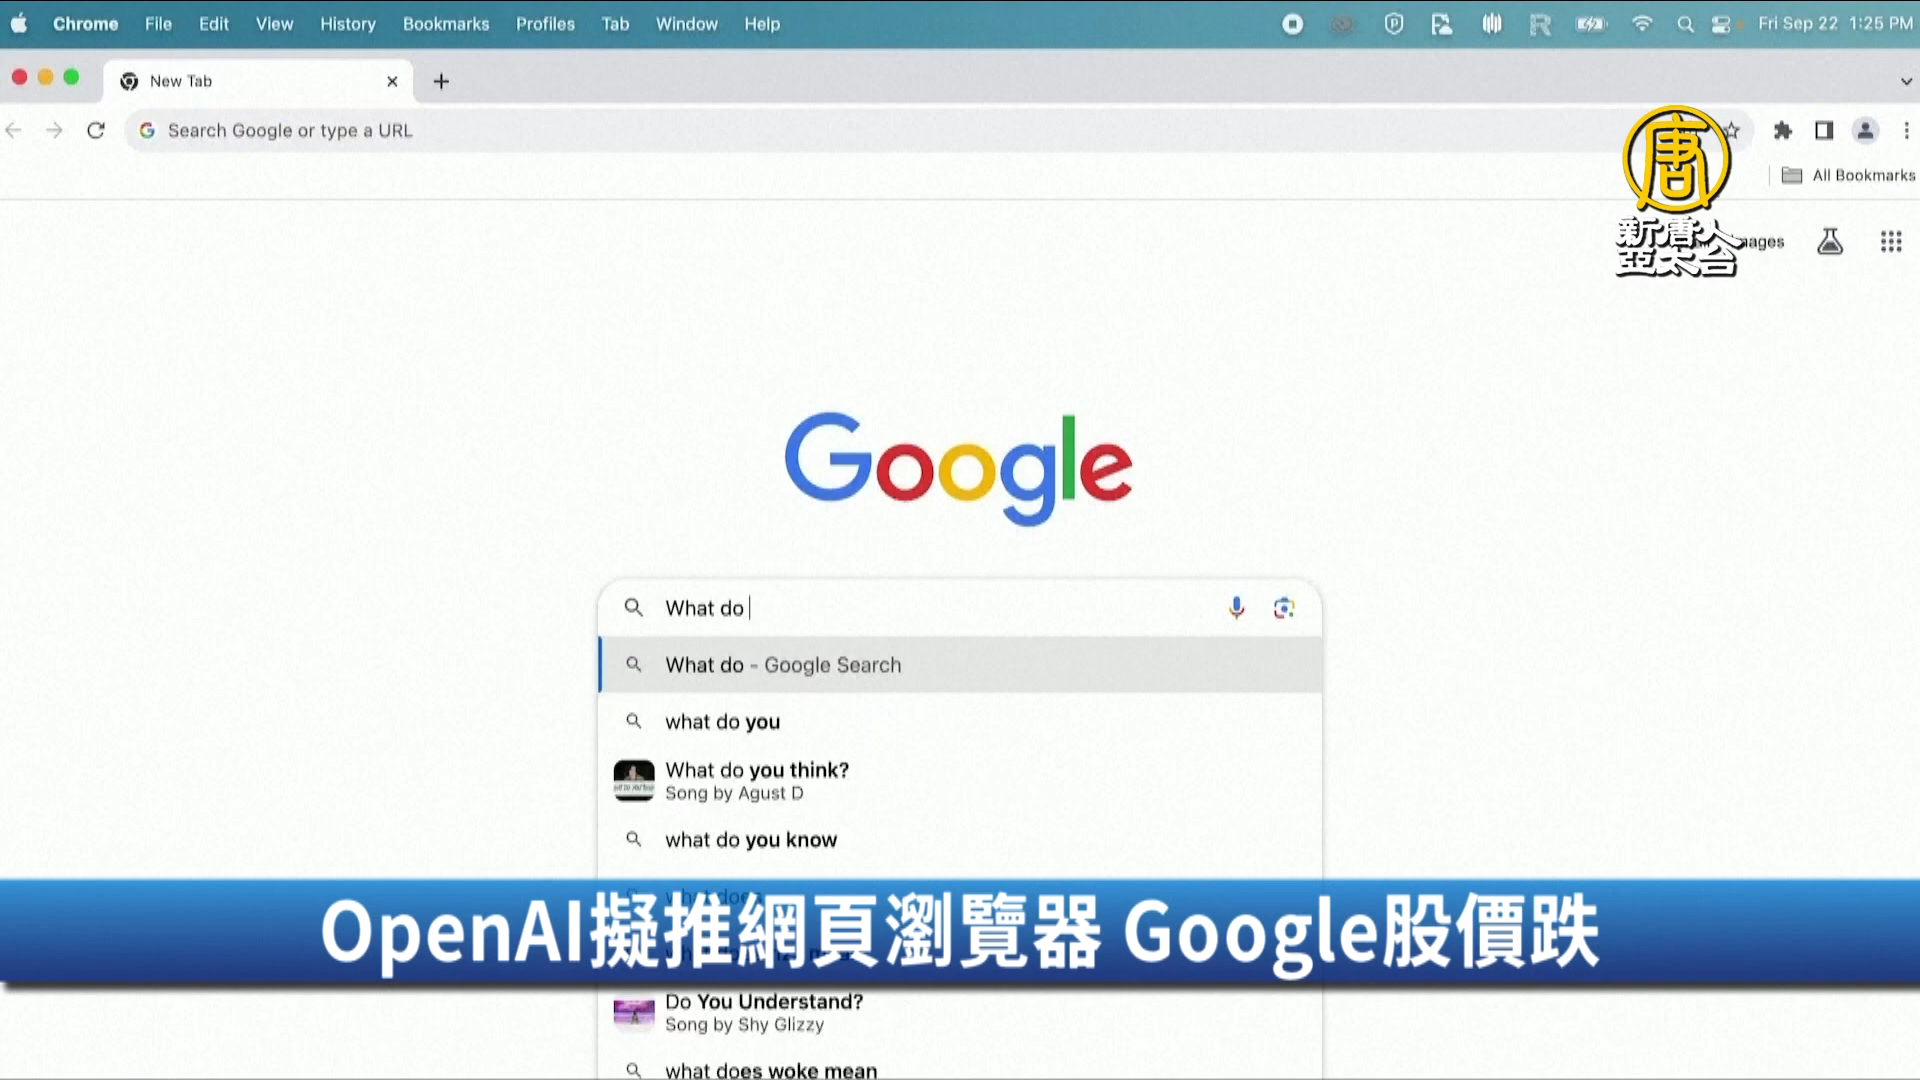 Chrome File Edit View History Bookmarks Profiles Tab Window Help
Fri Sep 22 1:25 PM
New Tab
Search Google or type a URL
All Bookmarks
唐
新唐人
亞太台
Google
What do
What do - Google Search
what do you
What do you think?
Song by Agust D
what do you know
OpenAI擬推網頁瀏覽器 Google股價跌
Do You Understand?
Song by Shy Glizzy
what does woke mean